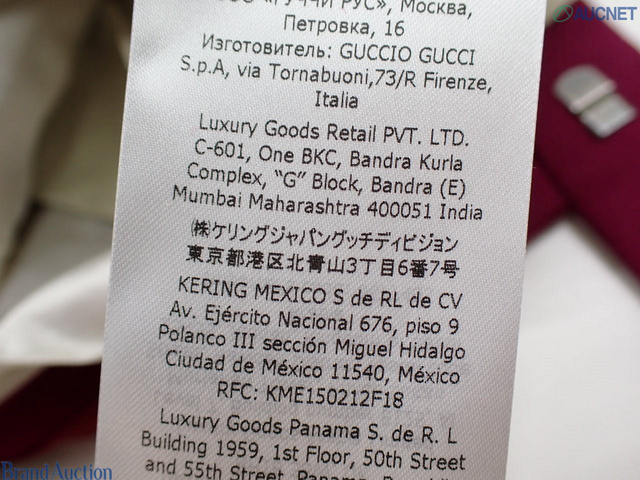 ООО «ГУЧЧИ РУС», Москва,
Петровка, 16
Изготовитель: GUCCIO GUCCI
S.p.A, via Tornabuoni,73/R Firenze,
Italia
Luxury Goods Retail PVT. LTD.
C-601, One BKC, Bandra Kurla
Complex, “G” Block, Bandra (E)
Mumbai Maharashtra 400051 India
㈱ケリングジャパングッチディビジョン
東京都港区北青山3丁目6番7号
KERING MEXICO S de RL de CV
Av. Ejército Nacional 676, piso 9
Polanco III sección Miguel Hidalgo
Ciudad de México 11540, México
RFC: KME150212F18
Luxury Goods Panama S. de R. L
Building 1959, 1st Floor, 50th Street
and 55th Street, Panama,
AUCNET
Brand Auction